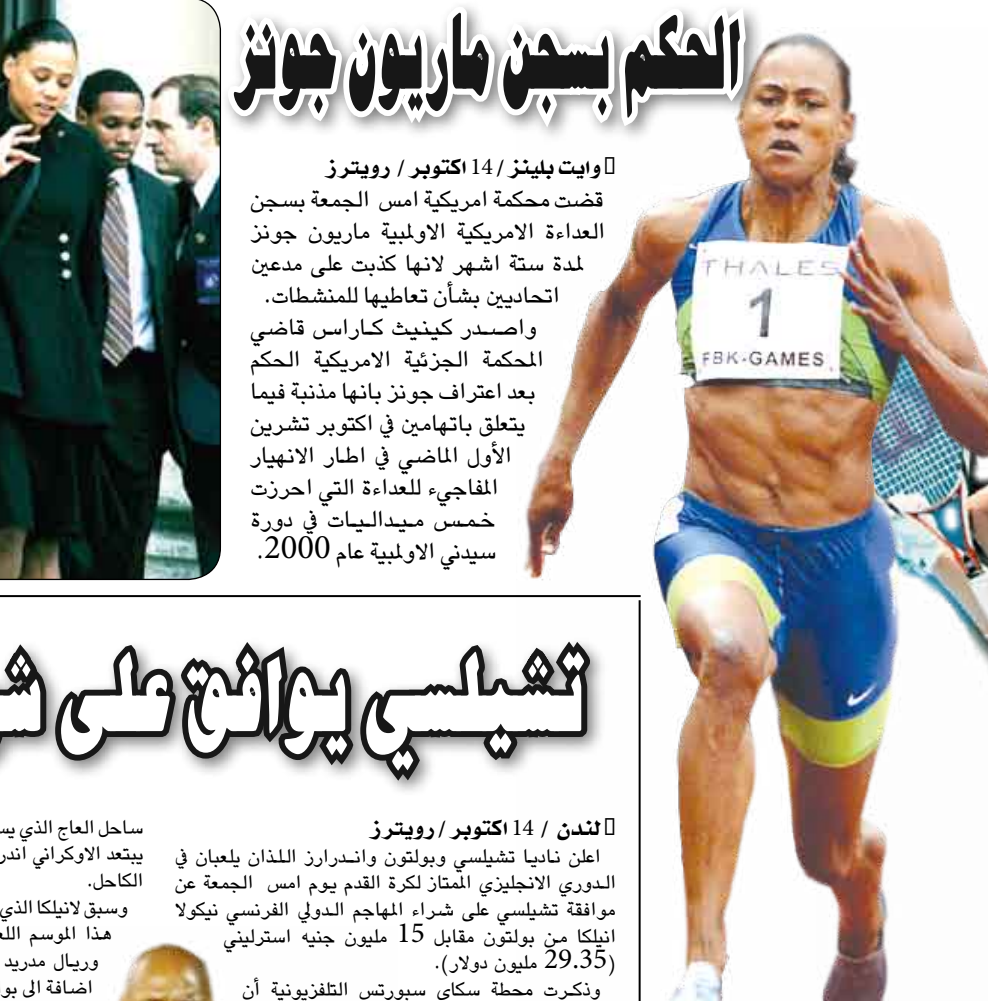 الحكم بسجن ماريون جونز
وايت بلينز / 14 اكتوبر / رويترز
قضت محكمة امريكية امس الجمعة بسجن
العداءة الامريكية الاولمبية ماريون جونز
لمدة ستة اشهر لانها كذبت على مدعين
اتحاديين بشأن تعاطيها للمنشطات.
واصدر كينيث كاراس قاضي
المحكمة الجزئية الامريكية الحكم
بعد اعتراف جونز بانها مذنبة فيما
يتعلق باتهامين في اكتوبر تشرين
الأول الماضي في اطار الانهيار
المفاجيء للعداءة التي احرزت
خمس ميداليات في دورة
سيدني الاولمبية عام 2000.
THALES
1
FBK-GAMES
تشيلسي يوافق على
لندن / 14 اكتوبر / رويترز
اعلن ناديا تشيلسي وبولتون واندرارز اللذان يلعبان في
الدوري الانجليزي الممتاز لكرة القدم يوم امس الجمعة عن
موافقة تشيلسي على شراء المهاجم الدولي الفرنسي نيكولا
انيلكا من بولتون مقابل 15 مليون جنيه استرليني
(29.35 مليون دولار).
وذكرت محطة سكاي سبورتس التلفزيونية أن
ساحل العاج الذي
يبتعد الاوكراني
الكاحل.
وسبق لانيلكا الذي
هذا الموسم
وريال مدريد
اضافة الى